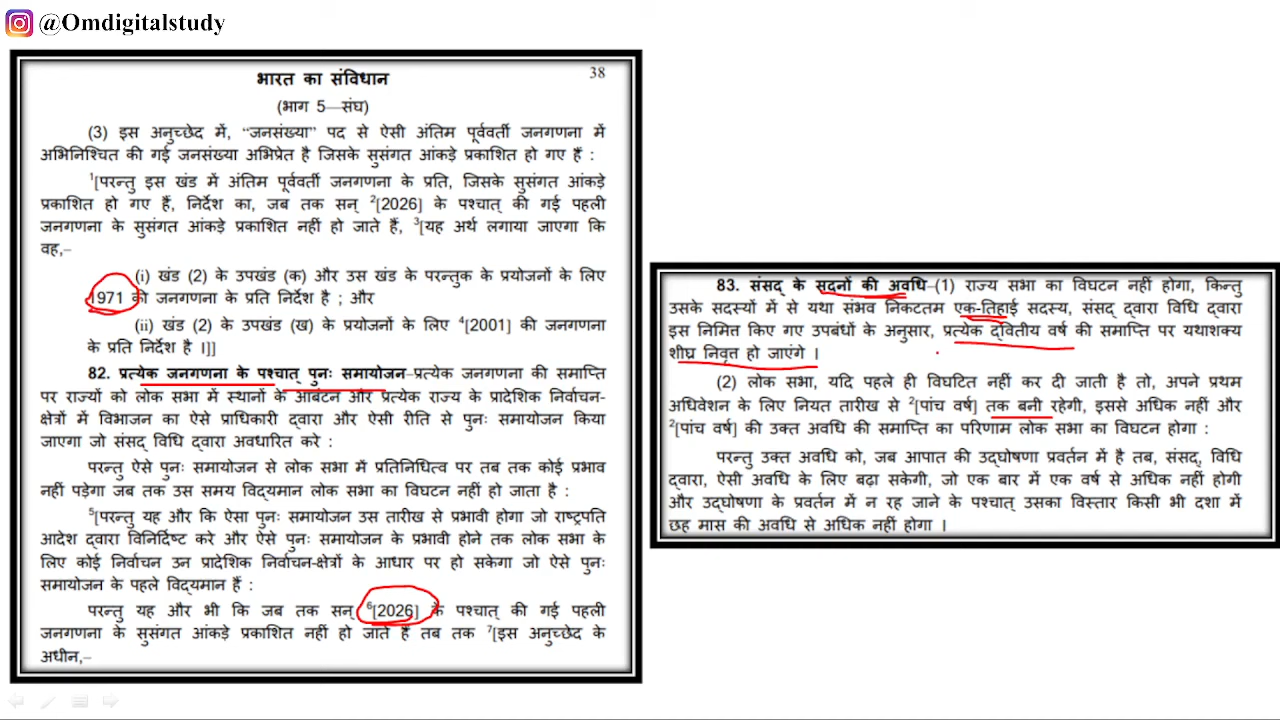 @Omdigitalstudy
38
भारत का संविधान
(भाग 5—संघ)
(3) इस अनुच्छेद में, “जनसंख्या” पद से ऐसी अंतिम पूर्ववर्ती जनगणना में
अभिनिश्चित की गई जनसंख्या अभिप्रेत है जिसके सुसंगत आंकड़े प्रकाशित हो गए हैं :
1[परन्तु इस खंड में अंतिम पूर्ववर्ती जनगणना के प्रति, जिसके सुसंगत आंकड़े
प्रकाशित हो गए हैं, निर्देश का, जब तक सन् 2[2026] के पश्चात् की गई पहली
जनगणना के सुसंगत आंकड़े प्रकाशित नहीं हो जाते हैं, 3[यह अर्थ लगाया जाएगा कि
वह,–
(i) खंड (2) के उपखंड (क) और उस खंड के परन्तुक के प्रयोजनों के लिए
1971 की जनगणना के प्रति निर्देश है ; और
(ii) खंड (2) के उपखंड (ख) के प्रयोजनों के लिए 4[2001] की जनगणना
के प्रति निर्देश है ।]]
82. प्रत्येक जनगणना के पश्चात् पुनः समायोजन–प्रत्येक जनगणना की समाप्ति
पर राज्यों को लोक सभा में स्थानों के आबंटन और प्रत्येक राज्य के प्रादेशिक निर्वाचन-
क्षेत्रों में विभाजन का ऐसे प्राधिकारी द्वारा और ऐसी रीति से पुनः समायोजन किया
जाएगा जो संसद् विधि द्वारा अवधारित करे :
परन्तु ऐसे पुनः समायोजन से लोक सभा में प्रतिनिधित्व पर तब तक कोई प्रभाव
नहीं पड़ेगा जब तक उस समय विद्यमान लोक सभा का विघटन नहीं हो जाता है :
5[परन्तु यह और कि ऐसा पुनः समायोजन उस तारीख से प्रभावी होगा जो राष्ट्रपति
आदेश द्वारा विनिर्दिष्ट करे और ऐसे पुनः समायोजन के प्रभावी होने तक लोक सभा के
लिए कोई निर्वाचन उन प्रादेशिक निर्वाचन-क्षेत्रों के आधार पर हो सकेगा जो ऐसे पुनः
समायोजन के पहले विद्यमान हैं :
परन्तु यह और भी कि जब तक सन् 6[2026] के पश्चात् की गई पहली
जनगणना के सुसंगत आंकड़े प्रकाशित नहीं हो जाते हैं तब तक 7[इस अनुच्छेद के
अधीन,–
83. संसद् के सदनों की अवधि–(1) राज्य सभा का विघटन नहीं होगा, किन्तु
उसके सदस्यों में से यथा संभव निकटतम एक-तिहाई सदस्य, संसद् द्वारा विधि द्वारा
इस निमित्त किए गए उपबंधों के अनुसार, प्रत्येक द्वितीय वर्ष की समाप्ति पर यथाशक्य
शीघ्र निवृत्त हो जाएंगे ।
(2) लोक सभा, यदि पहले ही विघटित नहीं कर दी जाती है तो, अपने प्रथम
अधिवेशन के लिए नियत तारीख से 2[पांच वर्ष] तक बनी रहेगी, इससे अधिक नहीं और
2[पांच वर्ष] की उक्त अवधि की समाप्ति का परिणाम लोक सभा का विघटन होगा :
परन्तु उक्त अवधि को, जब आपात की उद्घोषणा प्रवर्तन में है तब, संसद्, विधि
द्वारा, ऐसी अवधि के लिए बढ़ा सकेगी, जो एक बार में एक वर्ष से अधिक नहीं होगी
और उद्घोषणा के प्रवर्तन में न रह जाने के पश्चात् उसका विस्तार किसी भी दशा में
छह मास की अवधि से अधिक नहीं होगा ।